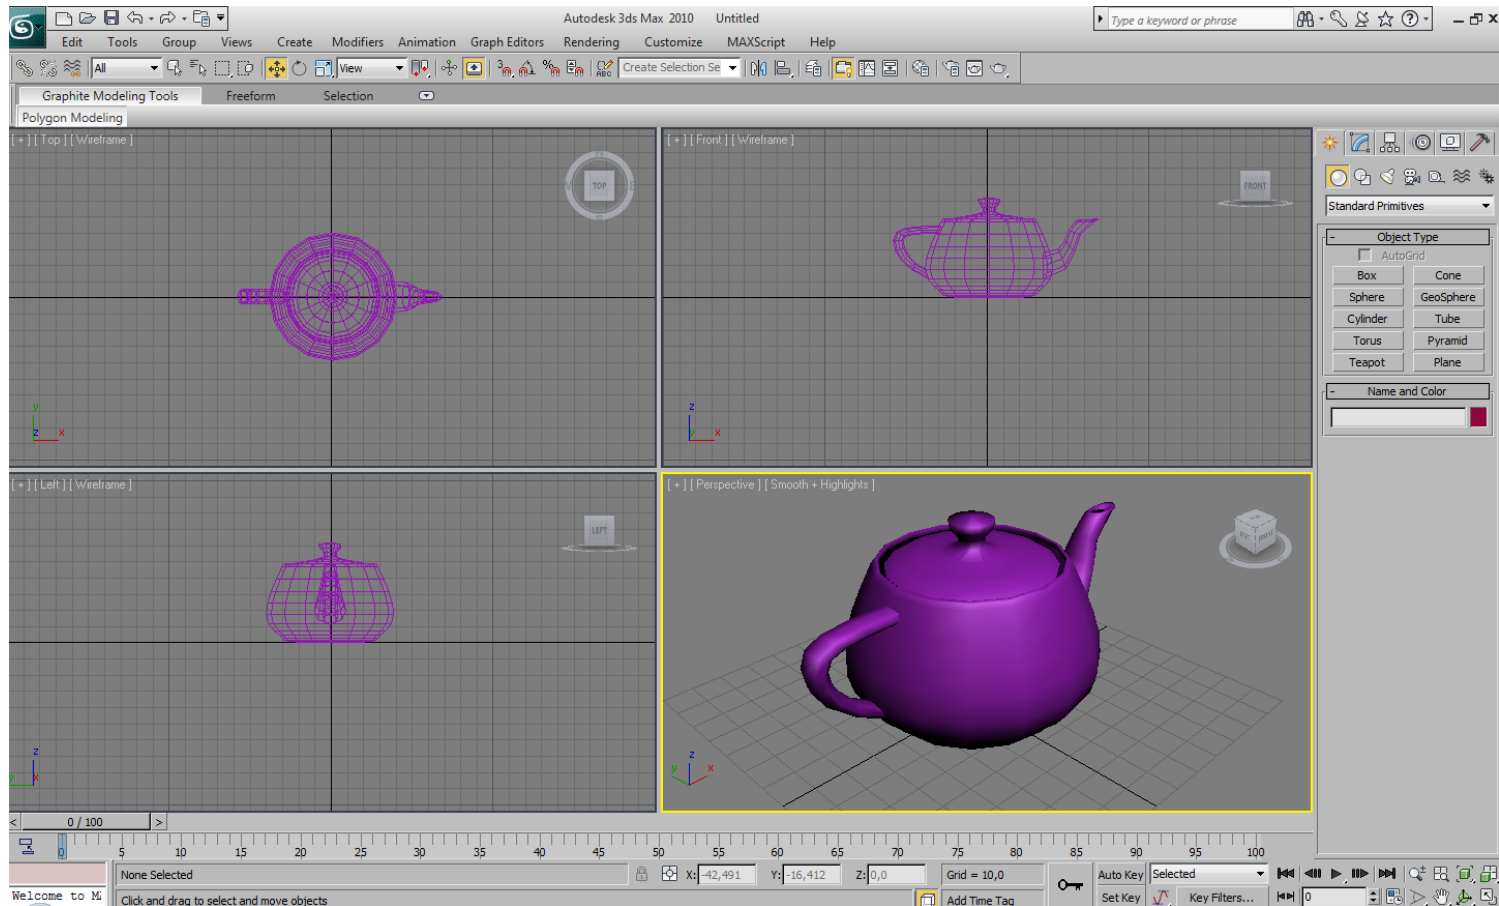 Autodesk 3ds Max 2010 Untitled
Type a keyword or phrase
Edit Tools Group Views Create Modifiers Animation Graph Editors Rendering Customize MAXScript Help
All View Create Selection Se
Graphite Modeling Tools Freeform Selection
Polygon Modeling
[ + ] [ Top ] [ Wireframe ]
TOP
[ + ] [ Front ] [ Wireframe ]
FRONT
y
z x
z
y x
[ + ] [ Left ] [ Wireframe ]
LEFT
z
y x
[ + ] [ Perspective ] [ Smooth + Highlights ]
z
y x
Standard Primitives
- Object Type
AutoGrid
Box Cone
Sphere GeoSphere
Cylinder Tube
Torus Pyramid
Teapot Plane
- Name and Color
< 0 / 100 >
0 5 10 15 20 25 30 35 40 45 50 55 60 65 70 75 80 85 90 95 100
None Selected X: -42,491 Y: -16,412 Z: 0,0 Grid = 10,0 Auto Key Selected
Welcome to M Click and drag to select and move objects Add Time Tag Set Key Key Filters... 0